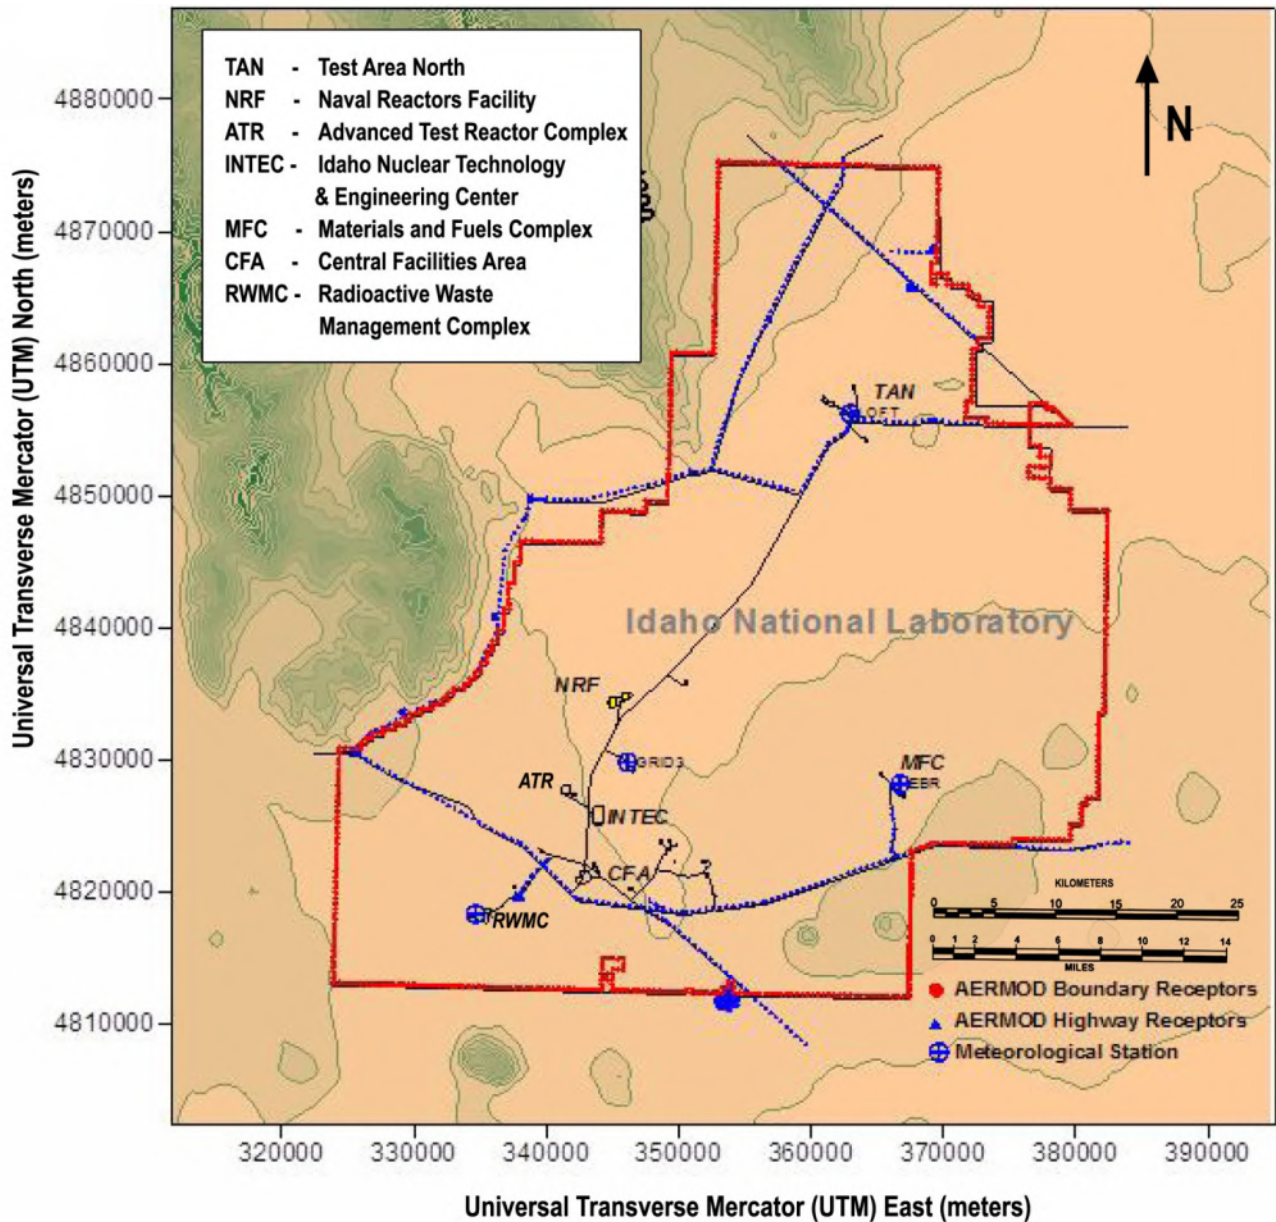 TAN - Test Area North
NRF - Naval Reactors Facility
ATR - Advanced Test Reactor Complex
INTEC - Idaho Nuclear Technology
& Engineering Center
MFC - Materials and Fuels Complex
CFA - Central Facilities Area
RWMC - Radioactive Waste
Management Complex
N
Universal Transverse Mercator (UTM) North (meters)
4880000
4870000
4860000
4850000
4840000
4830000
4820000
4810000
TAN
Idaho National Laboratory
NRF
GRID3
MFC
EBR
ATR
INTEC
CFA
RWMC
KILOMETERS
0 5 10 15 20 25
0 1 2 4 6 8 10 12 14
MILES
AERMOD Boundary Receptors
AERMOD Highway Receptors
Meteorological Station
320000 330000 340000 350000 360000 370000 380000 390000
Universal Transverse Mercator (UTM) East (meters)